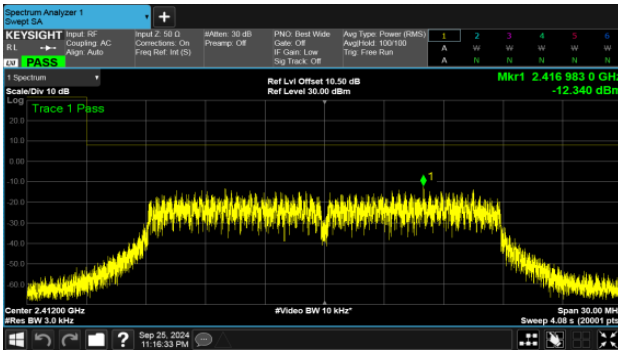 Spectrum Analyzer 1
Swept SA
+
KEYSIGHT Input: RF Input Z: 50 Ω #Atten: 30 dB PNO: Best Wide Avg Type: Power (RMS) 1 2 3 4 5 6
RL Coupling: AC Corrections: On Preamp: Off Gate: Off Avg|Hold: 100/100 A W W W W W
Align: Auto Freq Ref: Int (S) IF Gain: Low Trig: Free Run
LXI PASS Sig Track: Off A N N N N N
1 Spectrum Ref Lvl Offset 10.50 dB Mkr1 2.416 983 0 GHz
Scale/Div 10 dB Ref Level 30.00 dBm -12.340 dBm
Log
Trace 1 Pass
20.0
10.0
0.00
-10.0
1
-20.0
-30.0
-40.0
-50.0
-60.0
Center 2.41200 GHz #Video BW 10 kHz* Span 30.00 MH
#Res BW 3.0 kHz Sweep 4.08 s (20001 pts
? Sep 25, 2024
11:16:33 PM